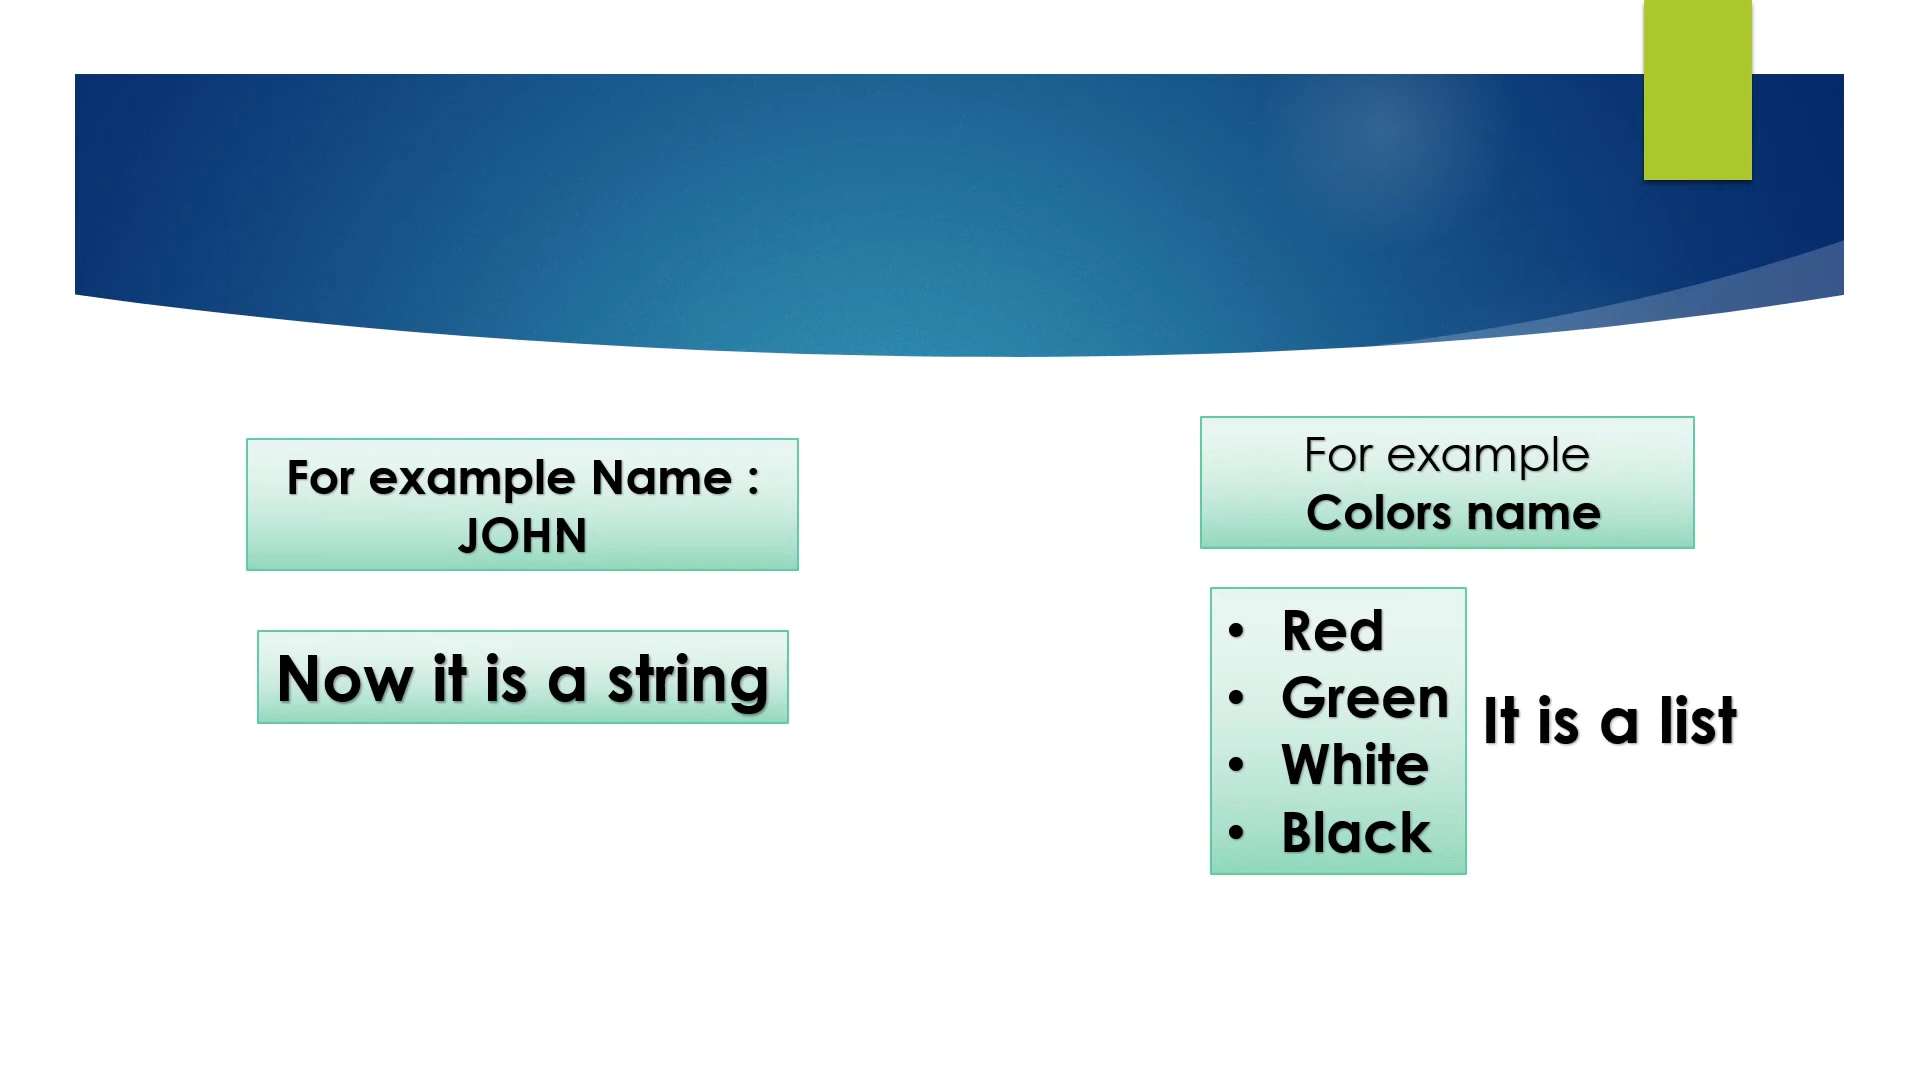 For example Name :
JOHN
Now it is a string
For example
Colors name
• Red
• Green
• White
• Black
It is a list